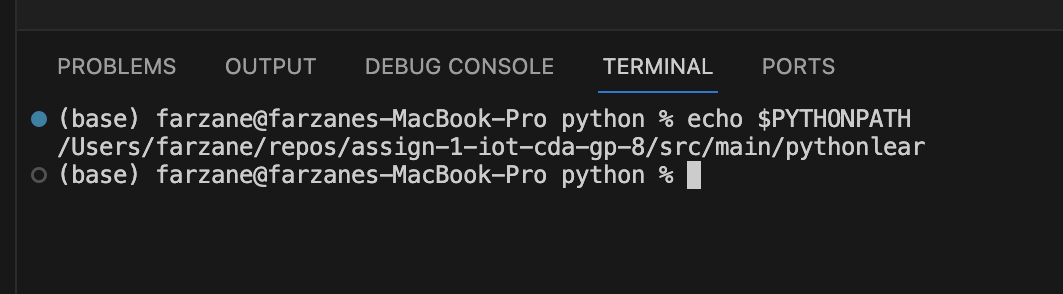 PROBLEMS OUTPUT DEBUG CONSOLE TERMINAL PORTS
(base) farzane@farzanes-MacBook-Pro python % echo $PYTHONPATH
/Users/farzane/repos/assign-1-iot-cda-gp-8/src/main/pythonlear
(base) farzane@farzanes-MacBook-Pro python %